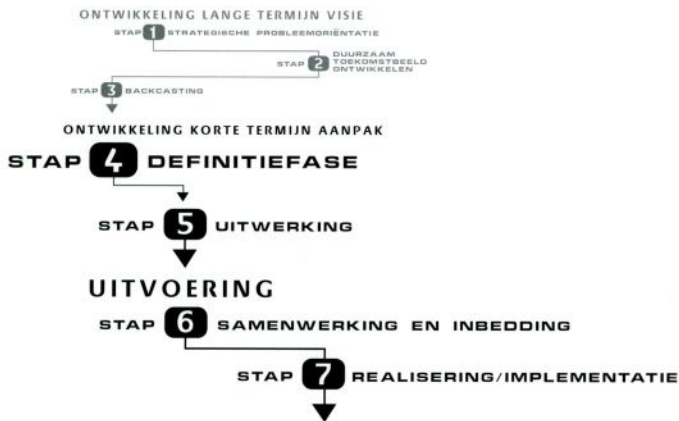 ONTWIKKELING LANGE TERMIJN VISIE
STAP 1 STRATEGISCHE PROBLEEMORIËNTATIE
DUURZAAM
STAP 2 TOEKOMSTBEELD
ONTWIKKELEN
STAP 3 BACKCASTING
ONTWIKKELING KORTE TERMIJN AANPAK
STAP 4 DEFINITIEFASE
STAP 5 UITWERKING
UITVOERING
STAP 6 SAMENWERKING EN INBEDDING
STAP 7 REALISERING/IMPLEMENTATIE